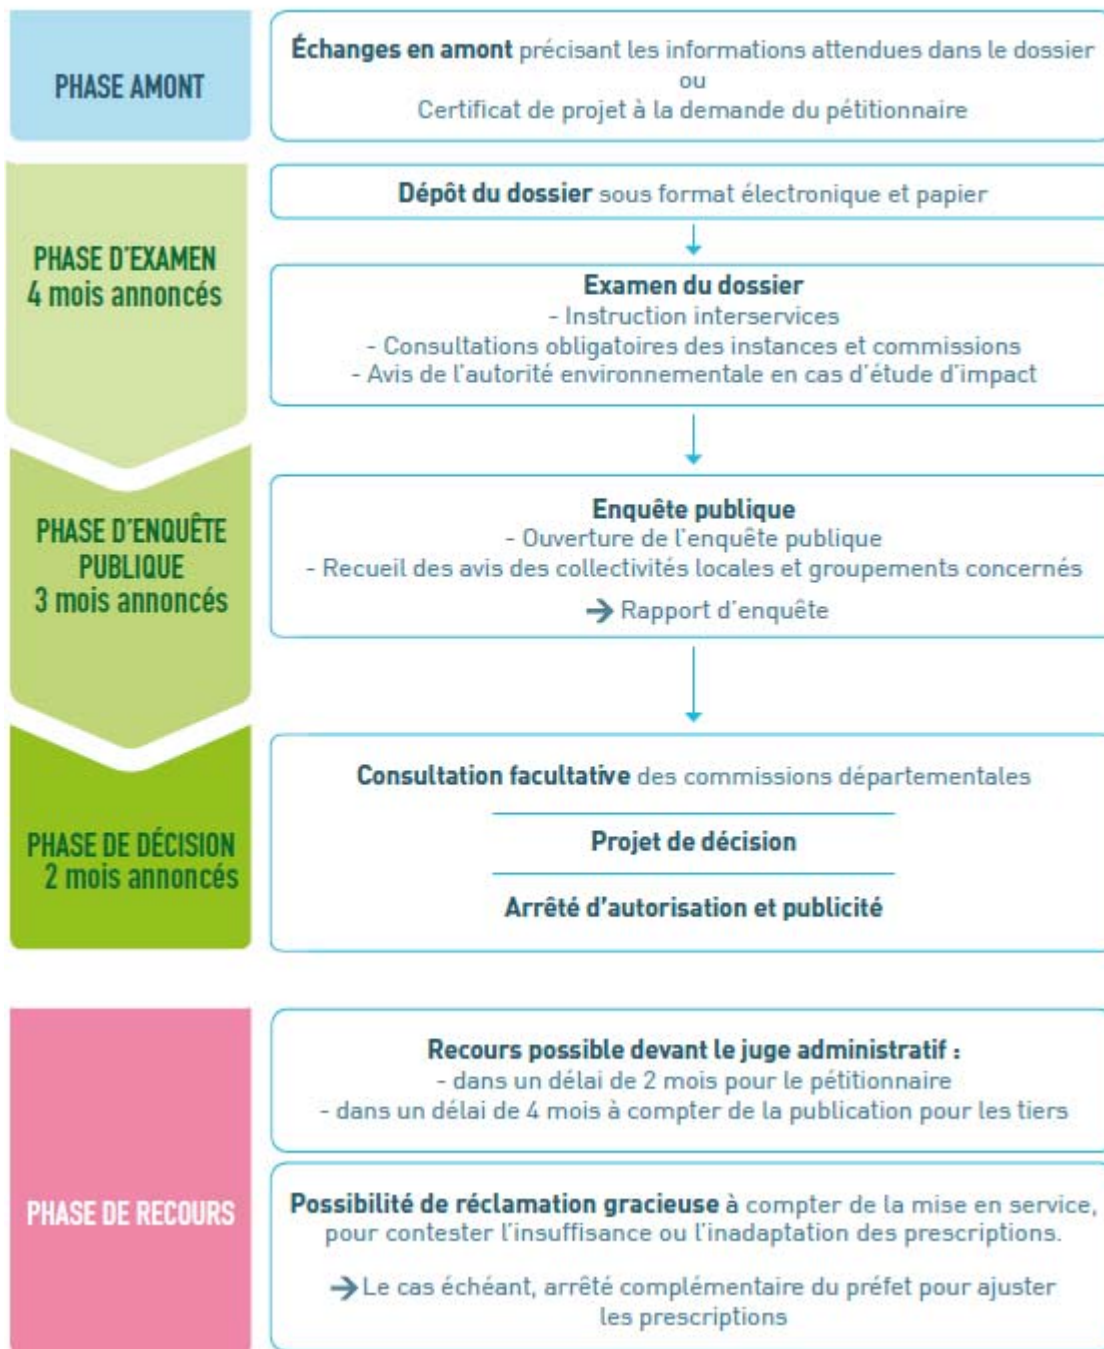 PHASE AMONT
Échanges en amont précisant les informations attendues dans le dossier
ou
Certificat de projet à la demande du pétitionnaire
PHASE D'EXAMEN
4 mois annoncés
Dépôt du dossier sous format électronique et papier
Examen du dossier
- Instruction interservices
- Consultations obligatoires des instances et commissions
- Avis de l'autorité environnementale en cas d'étude d'impact
PHASE D'ENQUÊTE
PUBLIQUE
3 mois annoncés
Enquête publique
- Ouverture de l'enquête publique
- Recueil des avis des collectivités locales et groupements concernés
→ Rapport d'enquête
PHASE DE DÉCISION
2 mois annoncés
Consultation facultative des commissions départementales
Projet de décision
Arrêté d'autorisation et publicité
PHASE DE RECOURS
Recours possible devant le juge administratif :
- dans un délai de 2 mois pour le pétitionnaire
- dans un délai de 4 mois à compter de la publication pour les tiers
Possibilité de réclamation gracieuse à compter de la mise en service,
pour contester l'insuffisance ou l'inadaptation des prescriptions.
→ Le cas échéant, arrêté complémentaire du préfet pour ajuster
les prescriptions